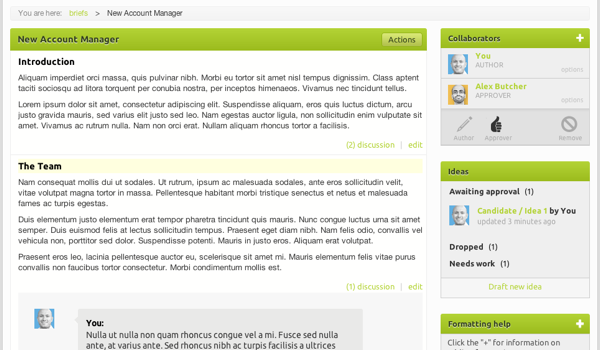 You are here: briefs > New Account Manager
New Account Manager
Actions
Introduction
Aliquam imperdiet orci massa, quis pulvinar nibh. Morbi eu tortor sit amet nisl tempus dignissim. Class aptent
taciti sociosqu ad litora torquent per conubia nostra, per inceptos himenaeos. Vivamus nec tincidunt tellus.
Lorem ipsum dolor sit amet, consectetur adipiscing elit. Suspendisse aliquam, eros quis luctus dictum, arcu
justo gravida mauris, sed varius elit justo sed leo. Nam egestas auctor ligula, non sollicitudin enim vulputate sit
amet. Vivamus ac rutrum nulla. Nam non orci erat. Nullam aliquam rhoncus tortor a facilisis.
(2) discussion | edit
The Team
Nam consequat mollis dui ut sodales. Ut rutrum, ipsum ac malesuada sodales, ante eros sollicitudin velit,
vitae volutpat magna tortor in massa. Pellentesque habitant morbi tristique senectus et netus et malesuada
fames ac turpis egestas.
Duis elementum justo elementum erat tempor pharetra tincidunt quis mauris. Nunc congue luctus urna sit amet
semper. Duis euismod felis at lectus sollicitudin tempus. Praesent eget diam nibh. Nam felis odio, convallis vel
vehicula non, porttitor sed dolor. Suspendisse potenti. Mauris in justo eros. Aliquam erat volutpat.
Praesent eros leo, lacinia pellentesque auctor eu, scelerisque sit amet mi. Mauris elementum felis vitae purus
convallis non faucibus tortor consectetur. Morbi condimentum mollis est.
(1) discussion | edit
You:
Nulla ut nulla non quam rhoncus congue vel a mi. Fusce sed nulla
ante, at varius ante. Sed rhoncus nibh ac turpis facilisis a ultrices
Collaborators
You
AUTHOR
options
Alex Butcher
APPROVER
options
Author Approver Remove
Ideas
Awaiting approval (1)
Candidate / Idea 1 by You
updated 3 minutes ago
Dropped (1)
Needs work (1)
Draft new idea
Formatting help
Click the "+" for information on